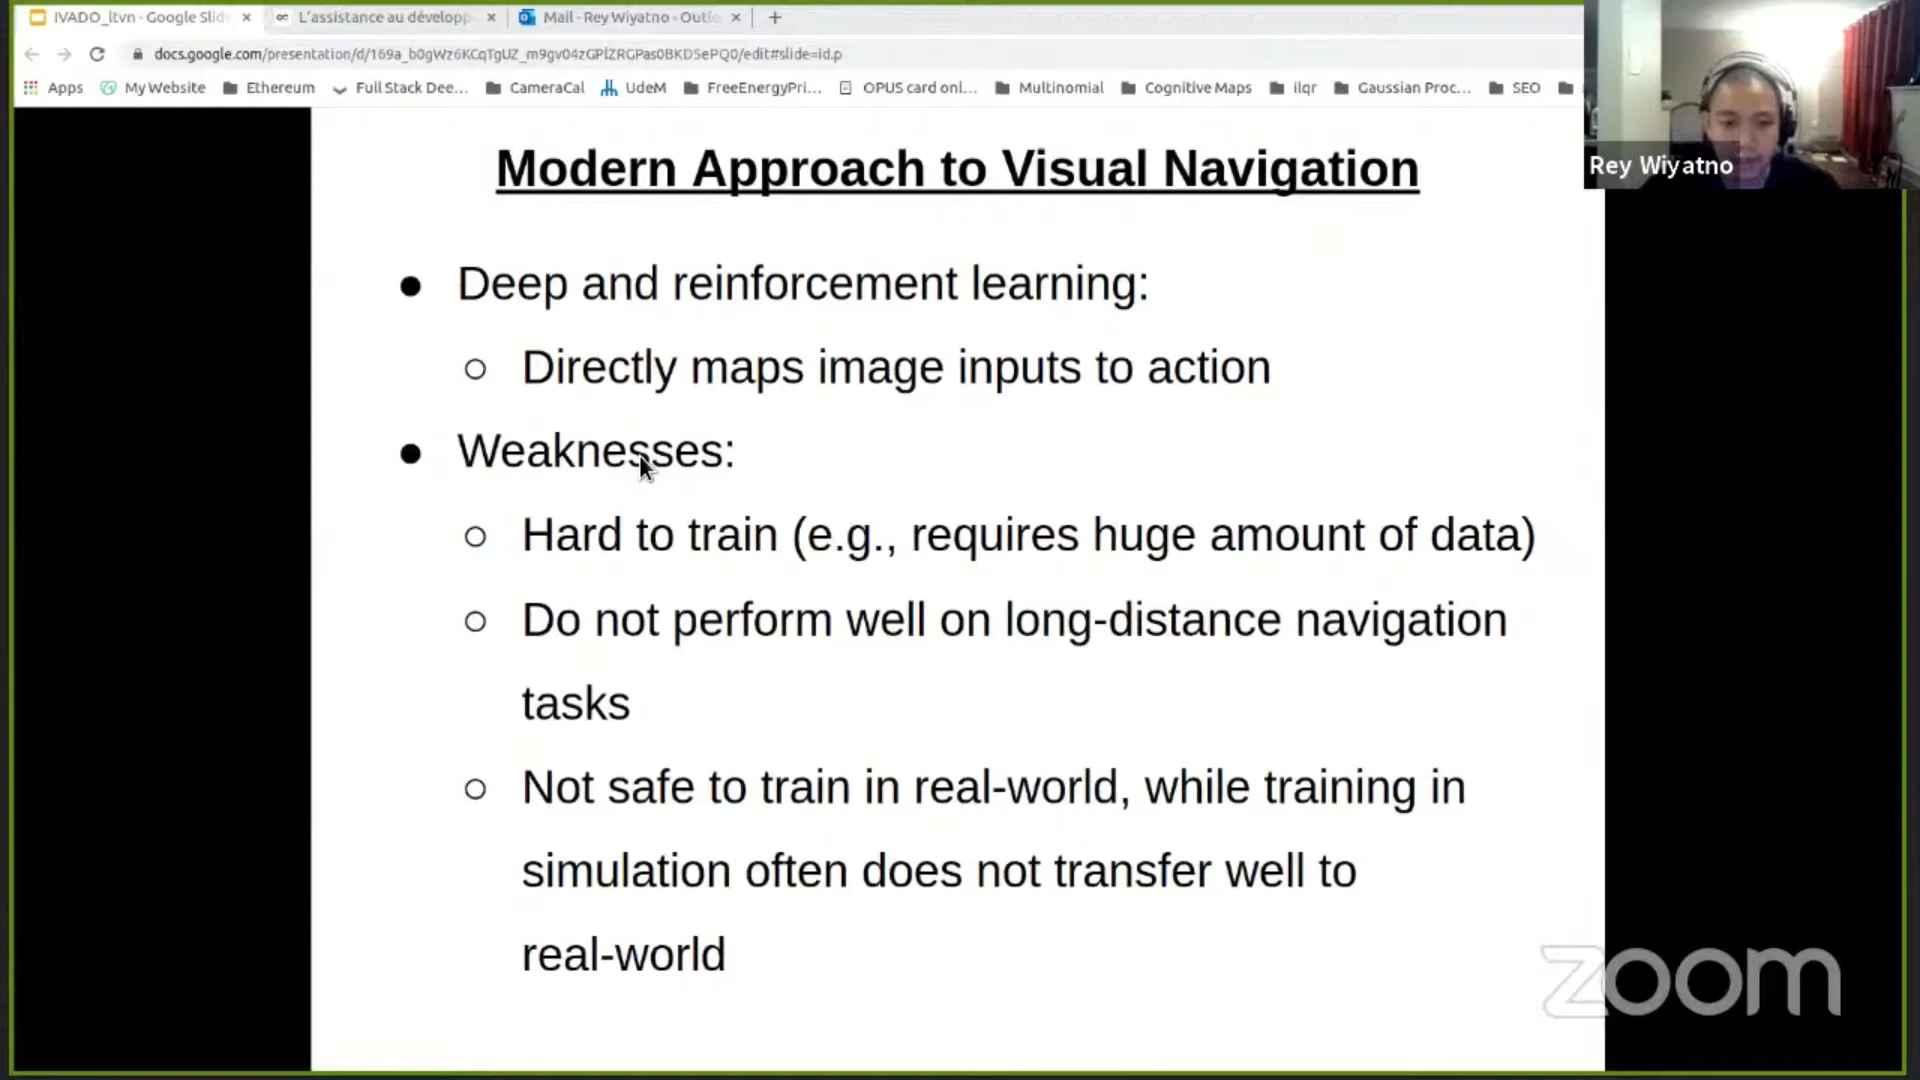 IVADO_ltvn - Google Slid
L'assistance au développ
Mail - Rey Wiyatno - Outlo
docs.google.com/presentation/d/169a_b0gWz6KCqTgUZ_m9gv04zGPlZRGPas0BKD5ePQ0/edit#slide=id.p
Apps My Website Ethereum Full Stack Dee... CameraCal UdeM FreeEnergyPri... OPUS card onl... Multinomial Cognitive Maps ilqr Gaussian Proc... SEO
Rey Wiyatno
Modern Approach to Visual Navigation
● Deep and reinforcement learning:
○ Directly maps image inputs to action
● Weaknesses:
○ Hard to train (e.g., requires huge amount of data)
○ Do not perform well on long-distance navigation
tasks
○ Not safe to train in real-world, while training in
simulation often does not transfer well to
real-world
zoom